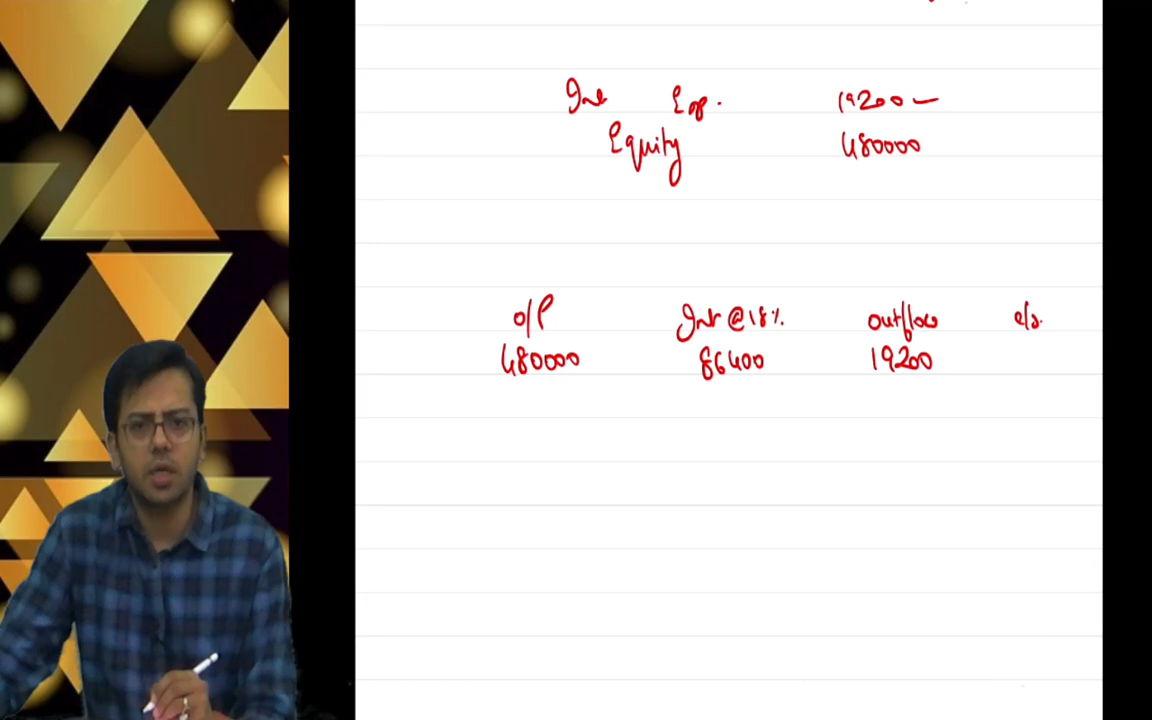 Int Exp. 19200 —
Equity 480000
o/p Int @ 18% outflow c/s.
480000 86400 19200